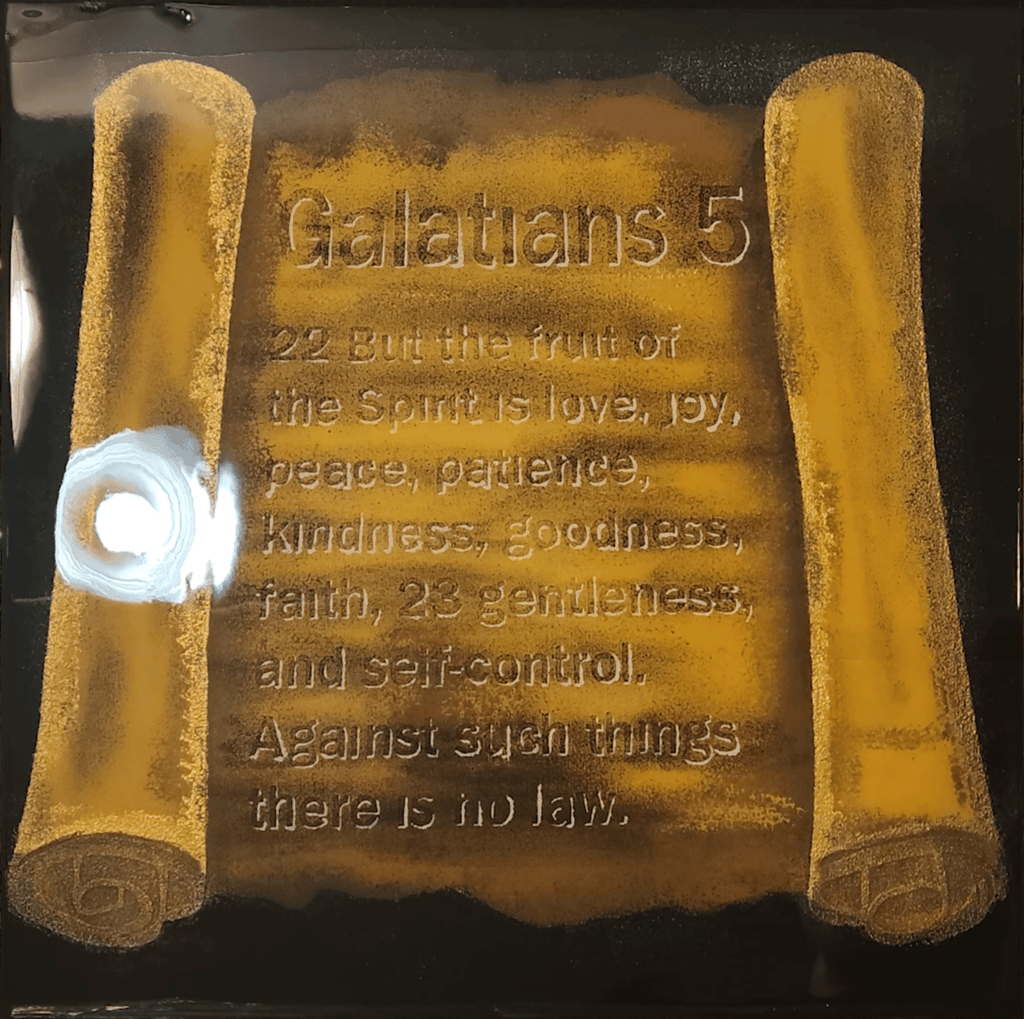 Galatians 5
22 But the fruit of
the Spirit is love, joy,
peace, patience,
kindness, goodness,
faith, 23 gentleness,
and self-control.
Against such things
there is no law.